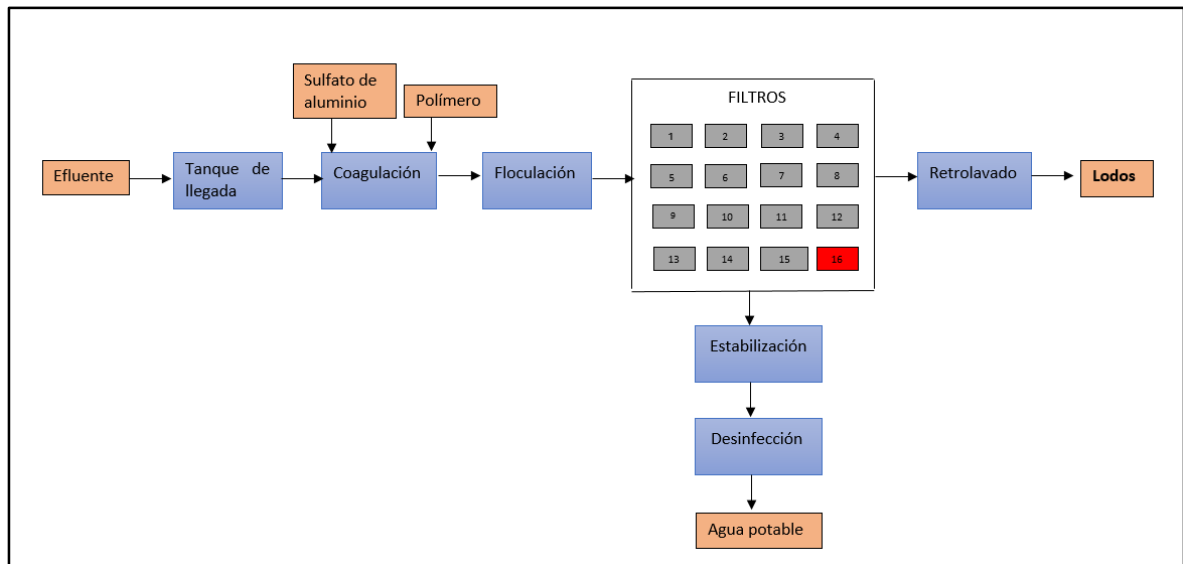 Sulfato de
aluminio
Polímero
FILTROS
1 2 3 4
Efluente
Tanque de
llegada
Coagulación
Floculación
5 6 7 8
Retrolavado
Lodos
9 10 11 12
13 14 15 16
Estabilización
Desinfección
Agua potable